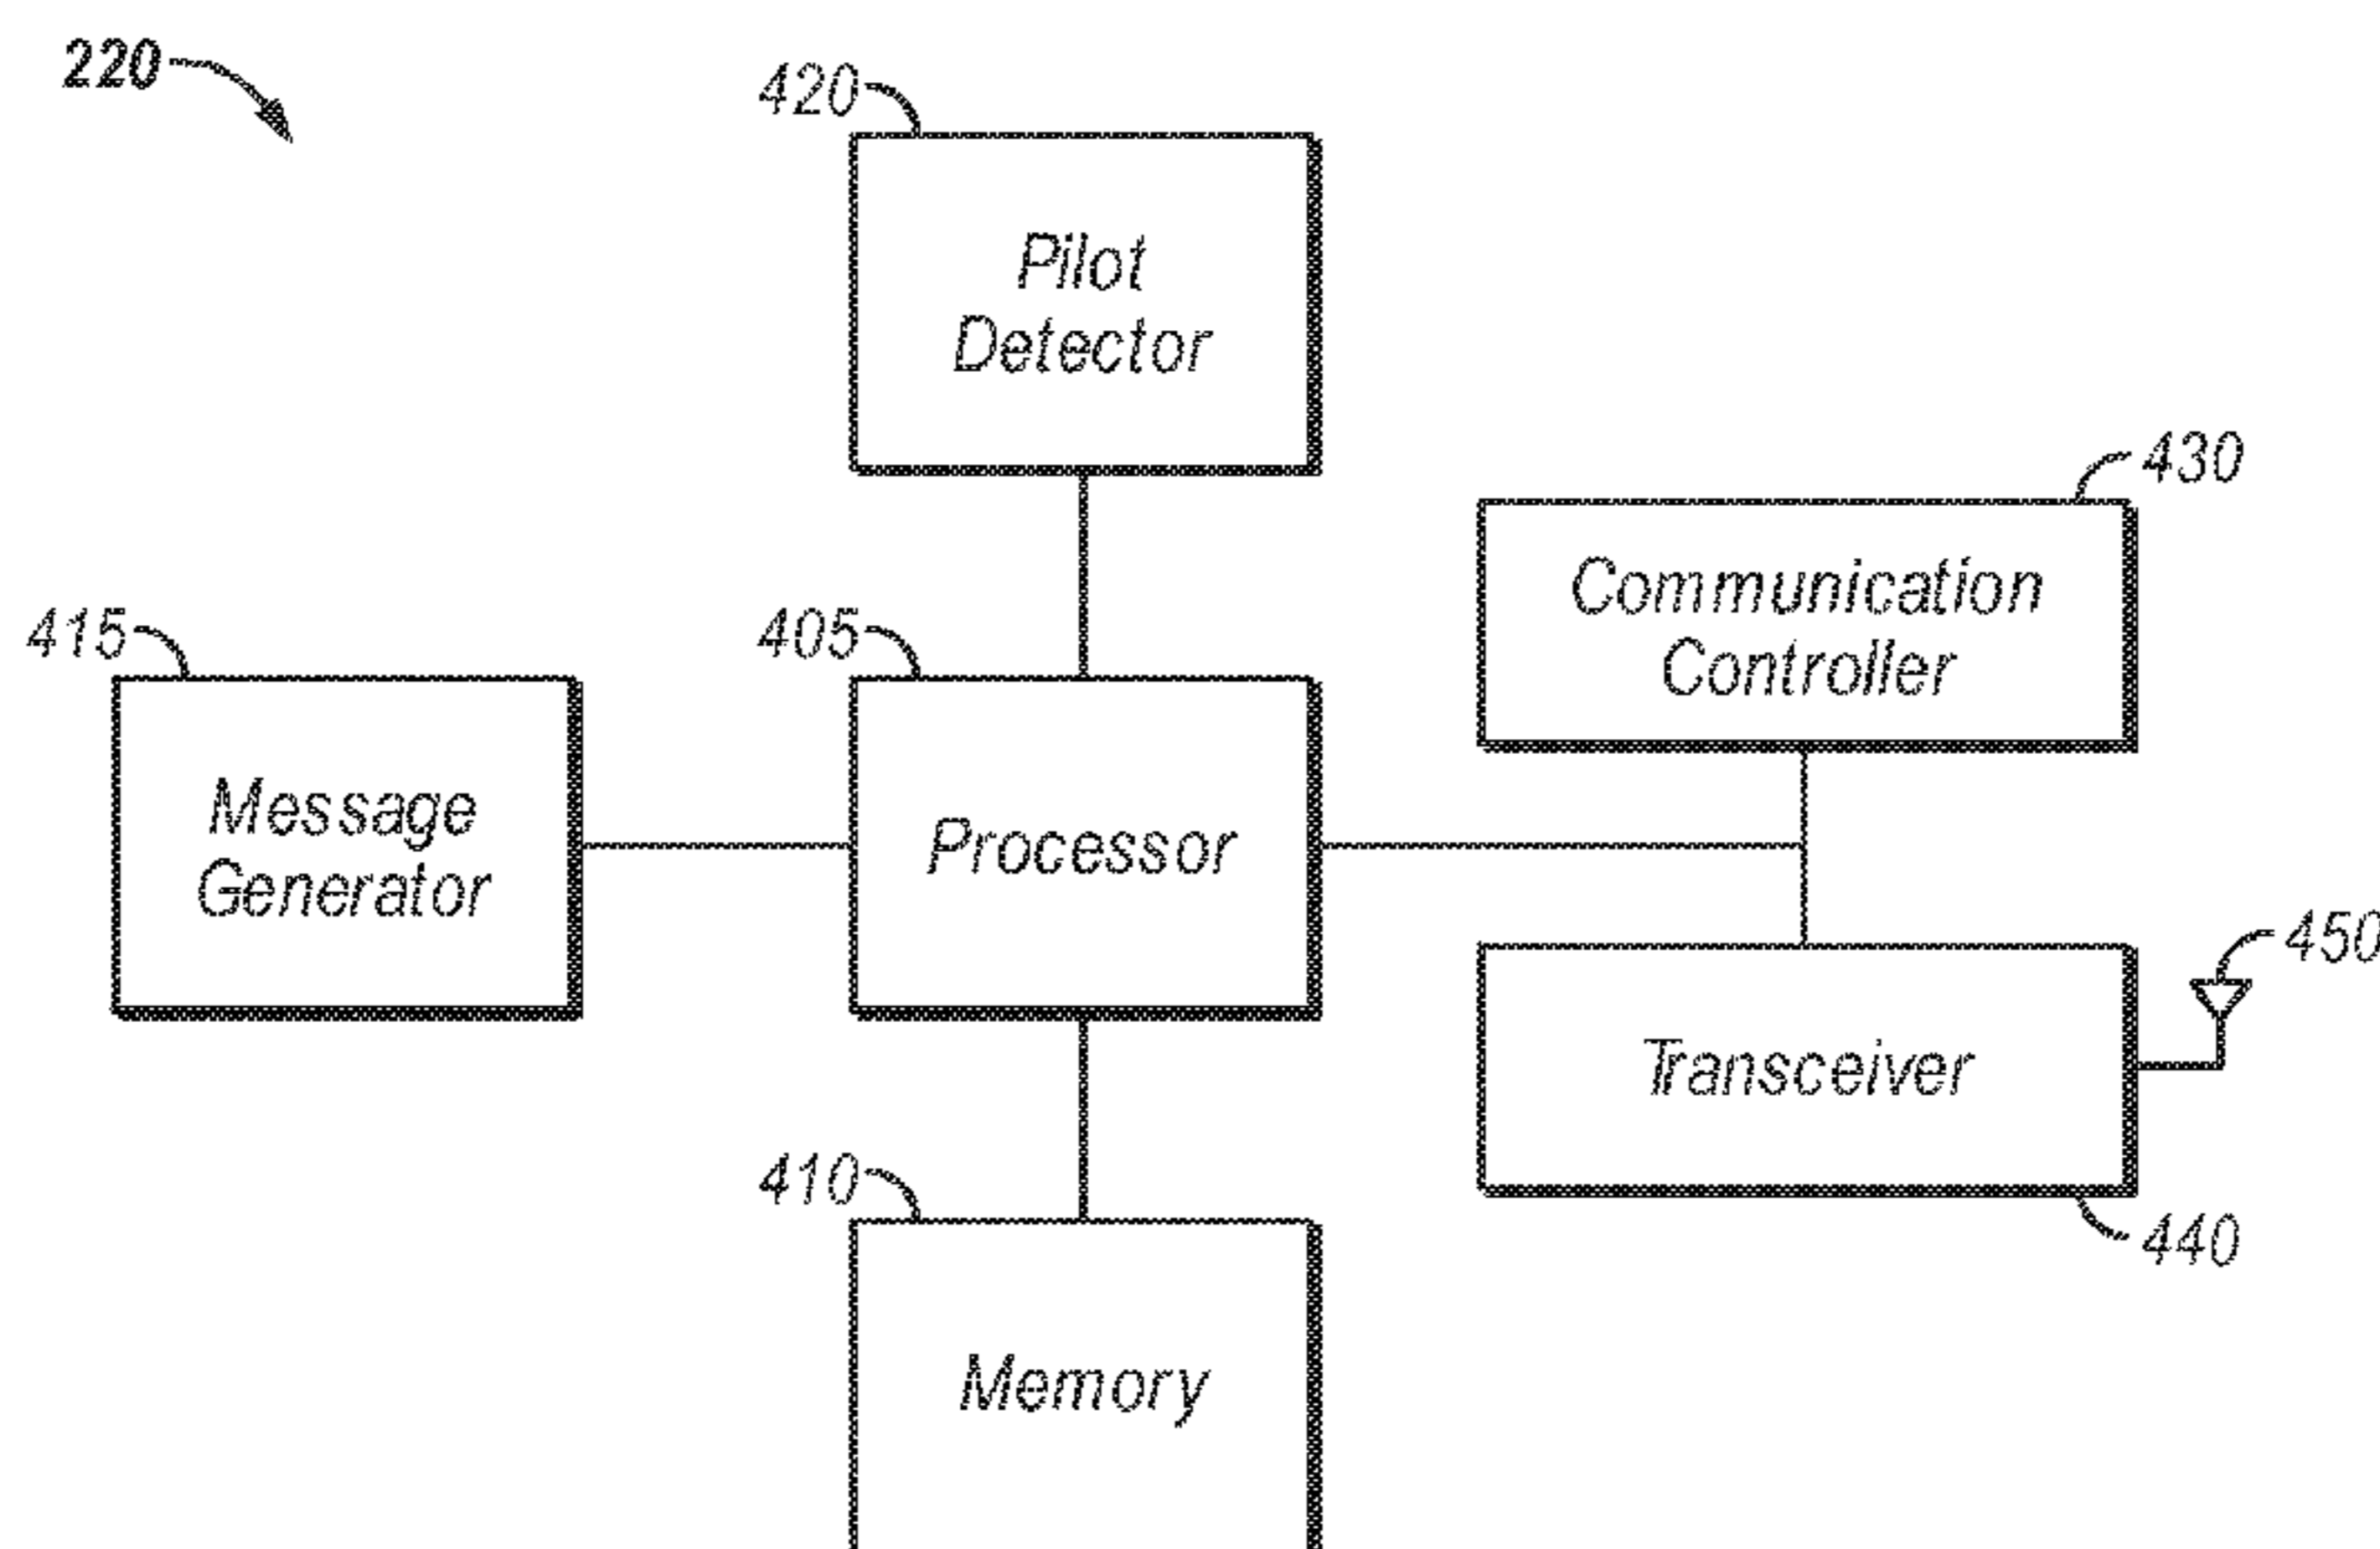 220
420
Pilot
Detector
430
Communication
Controller
415
Message
Generator
405
Processor
450
Transceiver
440
410
Memory